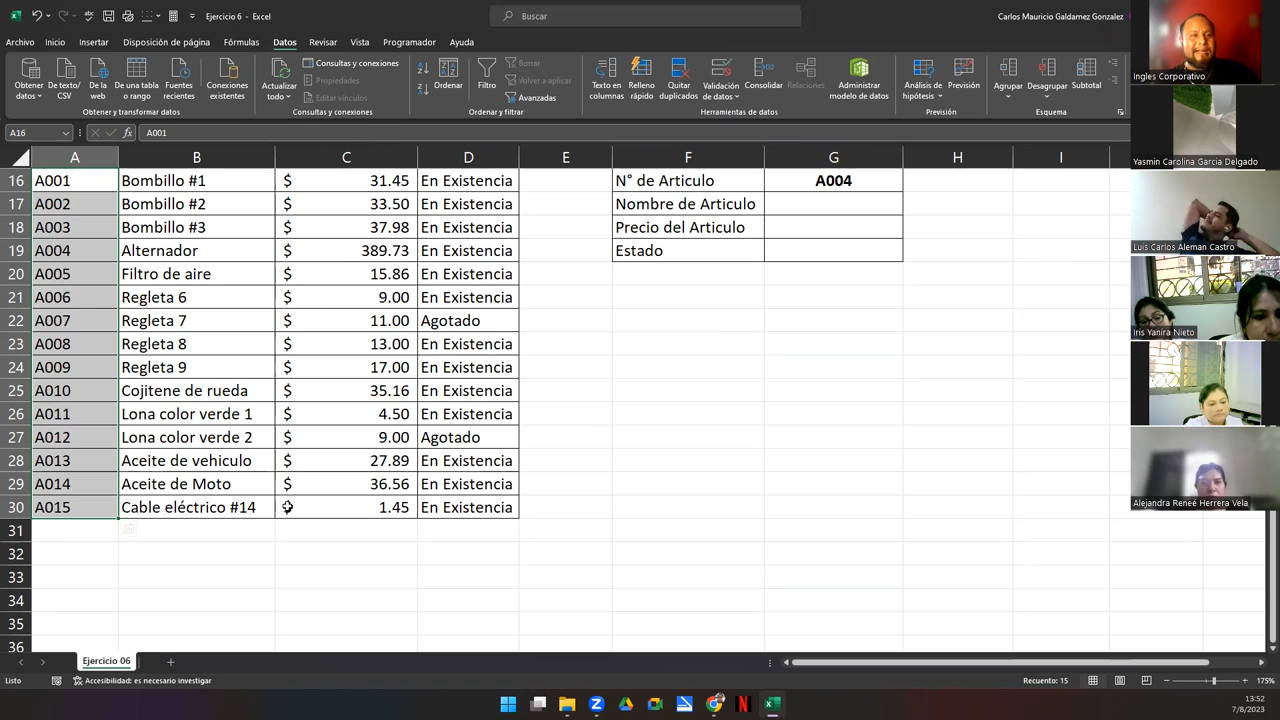 Ejercicio 6 - Excel
Buscar
Carlos Mauricio Galdamez Gonzalez
Archivo Inicio Insertar Disposición de página Fórmulas Datos Revisar Vista Programador Ayuda
Obtener datos
De text/CSV
De la web
De una tabla o rango
Fuentes recientes
Conexiones existentes
Actualizar todo
Consultas y conexiones
Propiedades
Editar vínculos
Ordenar
Filtro
Borrar
Volver a aplicar
Avanzadas
Texto en columnas
Relleno rápido
Quitar duplicados
Validación de datos
Consolidar
Relaciones
Administrar modelo de datos
Análisis de hipótesis
Previsión
Agrupar
Desagrupar
Subtotal
Obtener y transformar datos
Consultas y conexiones
Ordenar y filtrar
Herramientas de datos
Previsión
Esquema
A16 fx A001
A B C D E F G H I
16 A001 Bombillo #1 $ 31.45 En Existencia N° de Articulo A004
17 A002 Bombillo #2 $ 33.50 En Existencia Nombre de Articulo
18 A003 Bombillo #3 $ 37.98 En Existencia Precio del Articulo
19 A004 Alternador $ 389.73 En Existencia Estado
20 A005 Filtro de aire $ 15.86 En Existencia
21 A006 Regleta 6 $ 9.00 En Existencia
22 A007 Regleta 7 $ 11.00 Agotado
23 A008 Regleta 8 $ 13.00 En Existencia
24 A009 Regleta 9 $ 17.00 En Existencia
25 A010 Cojitene de rueda $ 35.16 En Existencia
26 A011 Lona color verde 1 $ 4.50 En Existencia
27 A012 Lona color verde 2 $ 9.00 Agotado
28 A013 Aceite de vehiculo $ 27.89 En Existencia
29 A014 Aceite de Moto $ 36.56 En Existencia
30 A015 Cable eléctrico #14 $ 1.45 En Existencia
31
32
33
34
35
36
Ejercicio 06
Listo
Accesibilidad: es necesario investigar
Recuento: 15
175%
13:52
7/8/2023
Ingles Corporativo
Yasmin Carolina Garcia Delgado
Luis Carlos Aleman Castro
Iris Yanira Nieto
Alejandra Reneé Herrera Vela